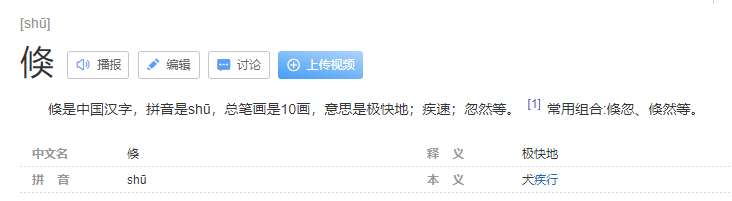 [shū]
倏 播报 编辑 讨论 上传视频
倏是中国汉字，拼音是shū，总笔画是10画，意思是极快地；疾速；忽然等。 [1] 常用组合:倏忽、倏然等。
中文名 倏 释 义 极快地
拼 音 shū 本 义 犬疾行